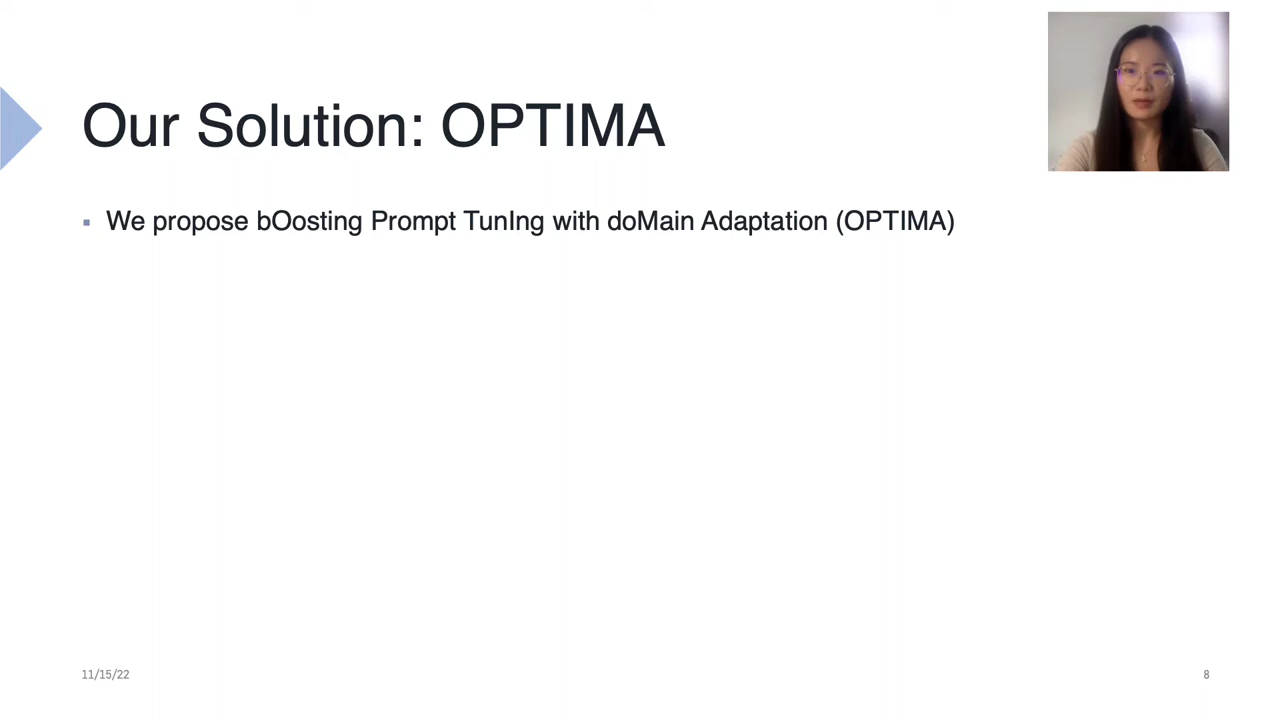 Our Solution: OPTIMA
▪ We propose bOosting Prompt TunIng with doMain Adaptation (OPTIMA)
11/15/22
8